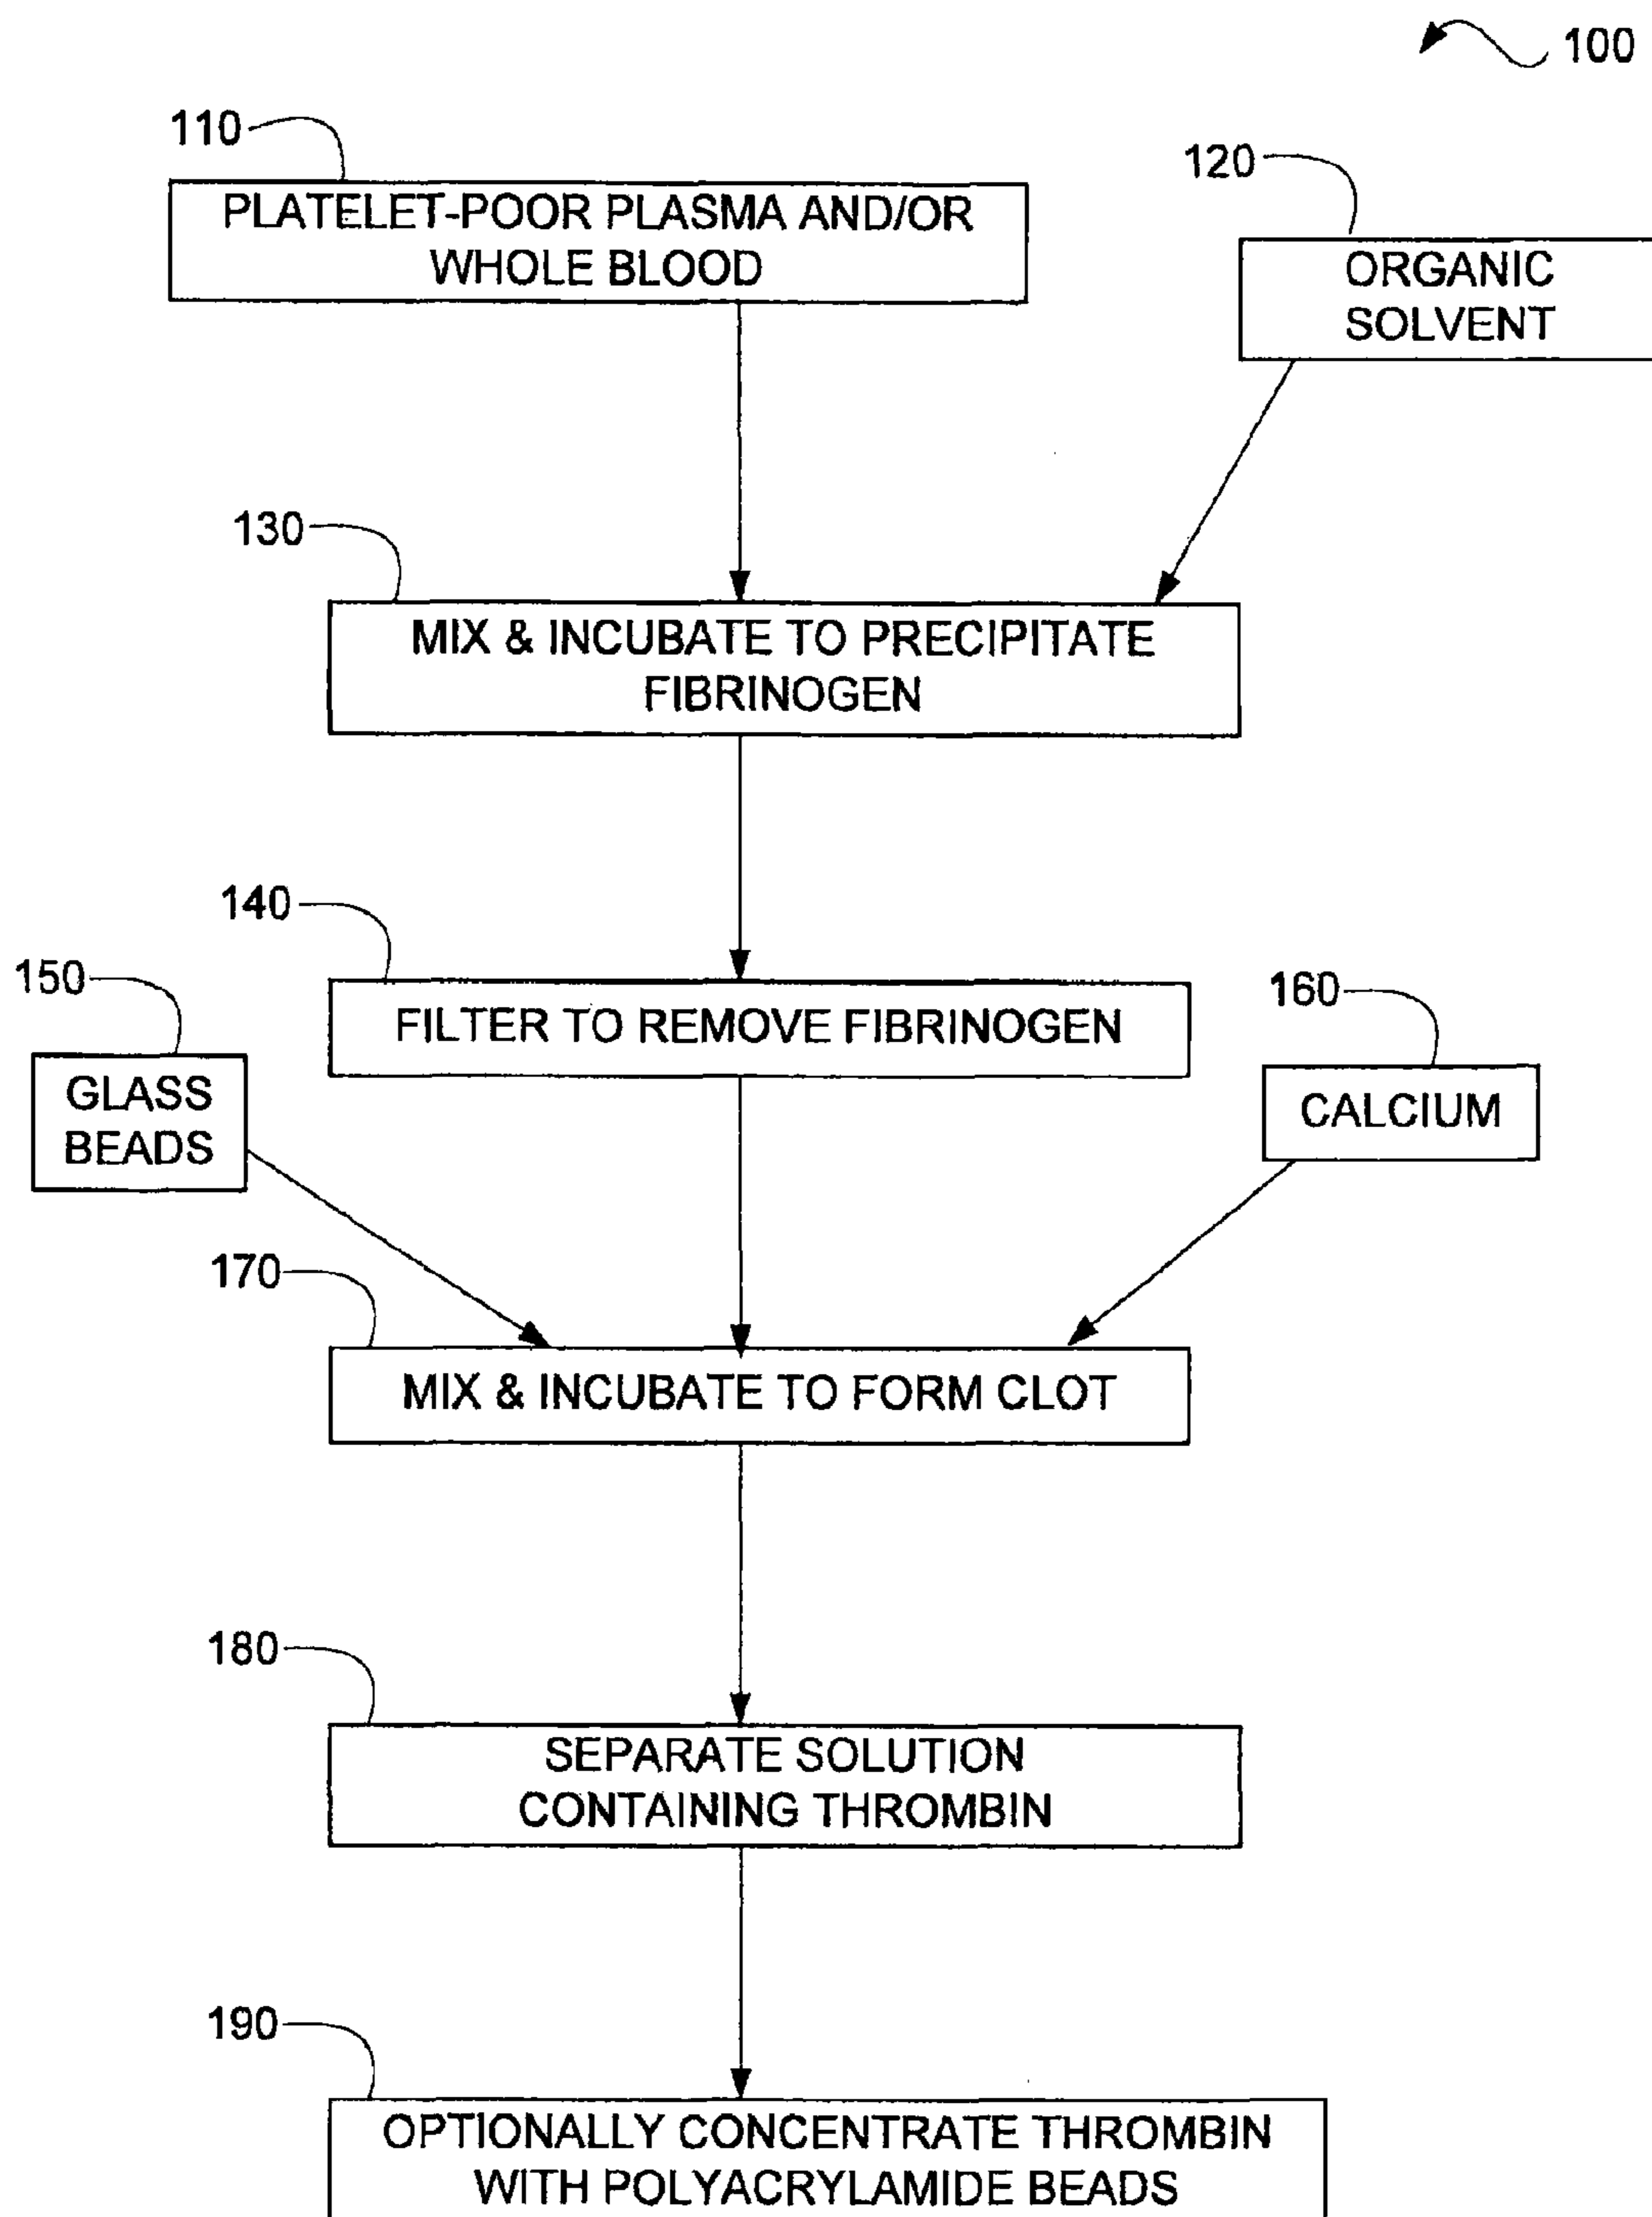 100
110
PLATELET-POOR PLASMA AND/OR
WHOLE BLOOD
120
ORGANIC
SOLVENT
130
MIX & INCUBATE TO PRECIPITATE
FIBRINOGEN
140
FILTER TO REMOVE FIBRINOGEN
150
GLASS
BEADS
160
CALCIUM
170
MIX & INCUBATE TO FORM CLOT
180
SEPARATE SOLUTION
CONTAINING THROMBIN
190
OPTIONALLY CONCENTRATE THROMBIN
WITH POLYACRYLAMIDE BEADS